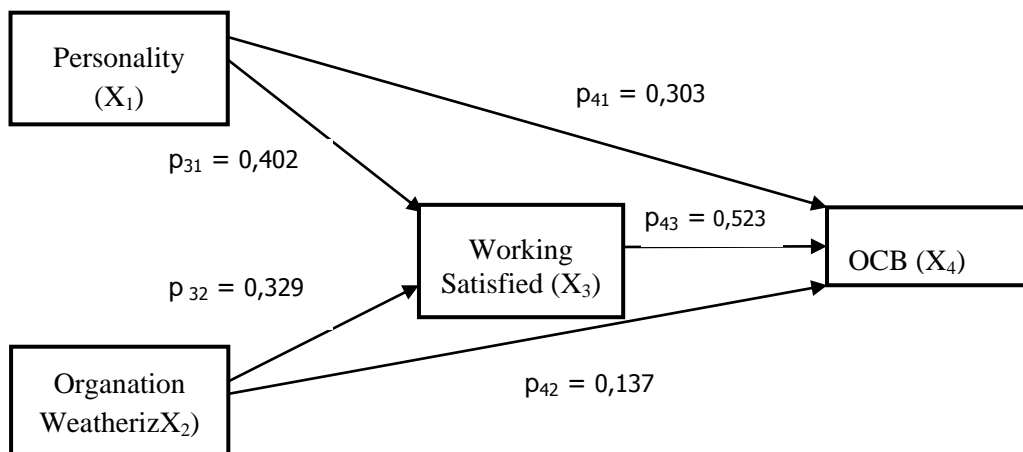 Personality
(X₁)
p₄₁ = 0,303
p₃₁ = 0,402
p₄₃ = 0,523
Working
Satisfied (X₃)
OCB (X₄)
p ₃₂ = 0,329
Organation
WeatherizX₂)
p₄₂ = 0,137